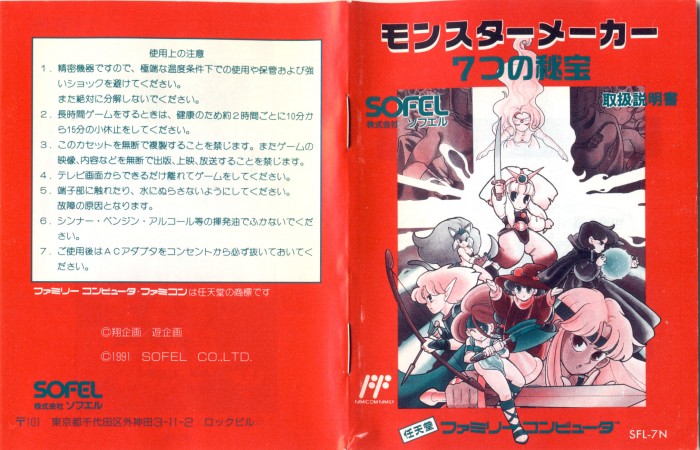 使用上の注意
1．精密機器ですので、極端な温度条件下での使用や保管および強
いショックを避けてください。
また絶対に分解しないでください。
2．長時間ゲームをするときは、健康のため約2時間ごとに10分か
ら15分の小休止をしてください。
3．このカセットを無断で複製することを禁じます。またゲームの
映像、内容などを無断で出版、上映、放送することを禁じます。
4．テレビ画面からできるだけ離れてゲームをしてください。
5．端子部に触れたり、水にぬらさないようにしてください。
故障の原因となります。
6．シンナー・ベンジン・アルコール等の揮発油でふかないでくだ
さい。
7．ご使用後はACアダプタをコンセントから必ず抜いておいてく
ださい。
ファミリーコンピュータ・ファミコンは任天堂の商標です
©翔企画／遊企画
©1991 SOFEL CO.,LTD.
SOFEL
株式会社 ソフエル
〒101 東京都千代田区外神田3-11-2 ロックビル
モンスターメーカー
7つの秘宝
SOFEL
株式会社 ソフエル
取扱説明書
FF
FAMICOM FAMILY
任天堂 ファミリーコンピュータ
SFL-7N